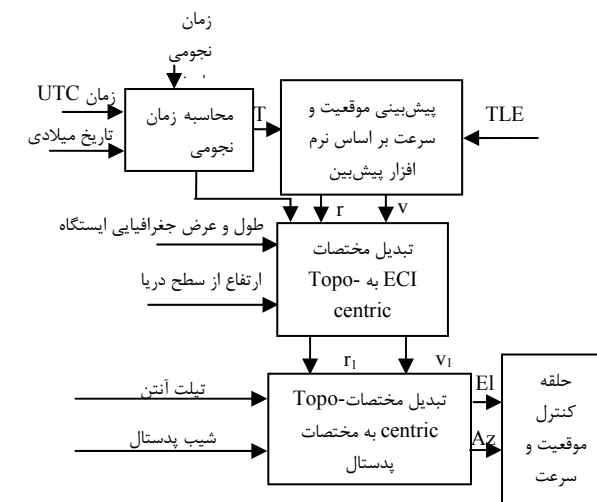 زمان
نجومی
زمان UTC
تاریخ میلادی
محاسبه زمان
نجومی
T
پیش‌بینی موقعیت و
سرعت بر اساس نرم
افزار پیش‌بین
TLE
r
v
طول و عرض جغرافیایی ایستگاه
ارتفاع از سطح دریا
تبدیل مختصات
ECI به Topo-
centric
r1
v1
تیلت آنتن
شیب پدستال
تبدیل مختصات Topo-
centric به مختصات
پدستال
El
Az
حلقه
کنترل
موقعیت و
سرعت